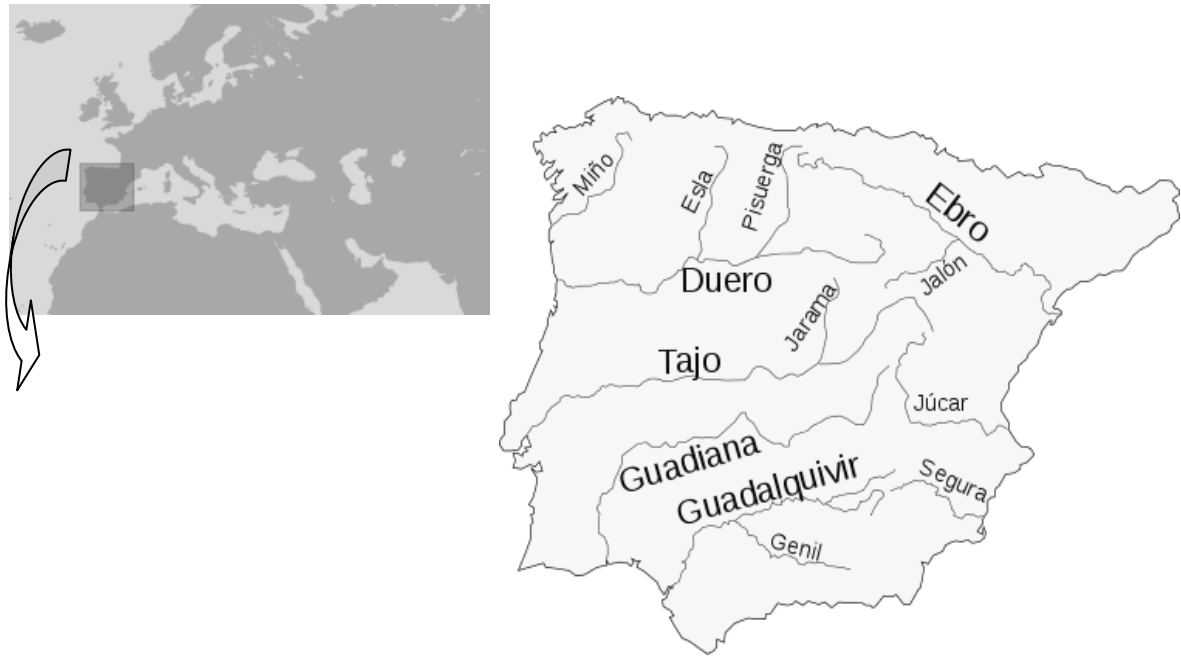 Miño
Esla
Pisuerga
Ebro
Duero
Jalón
Jarama
Tajo
Júcar
Guadiana
Guadalquivir
Segura
Genil